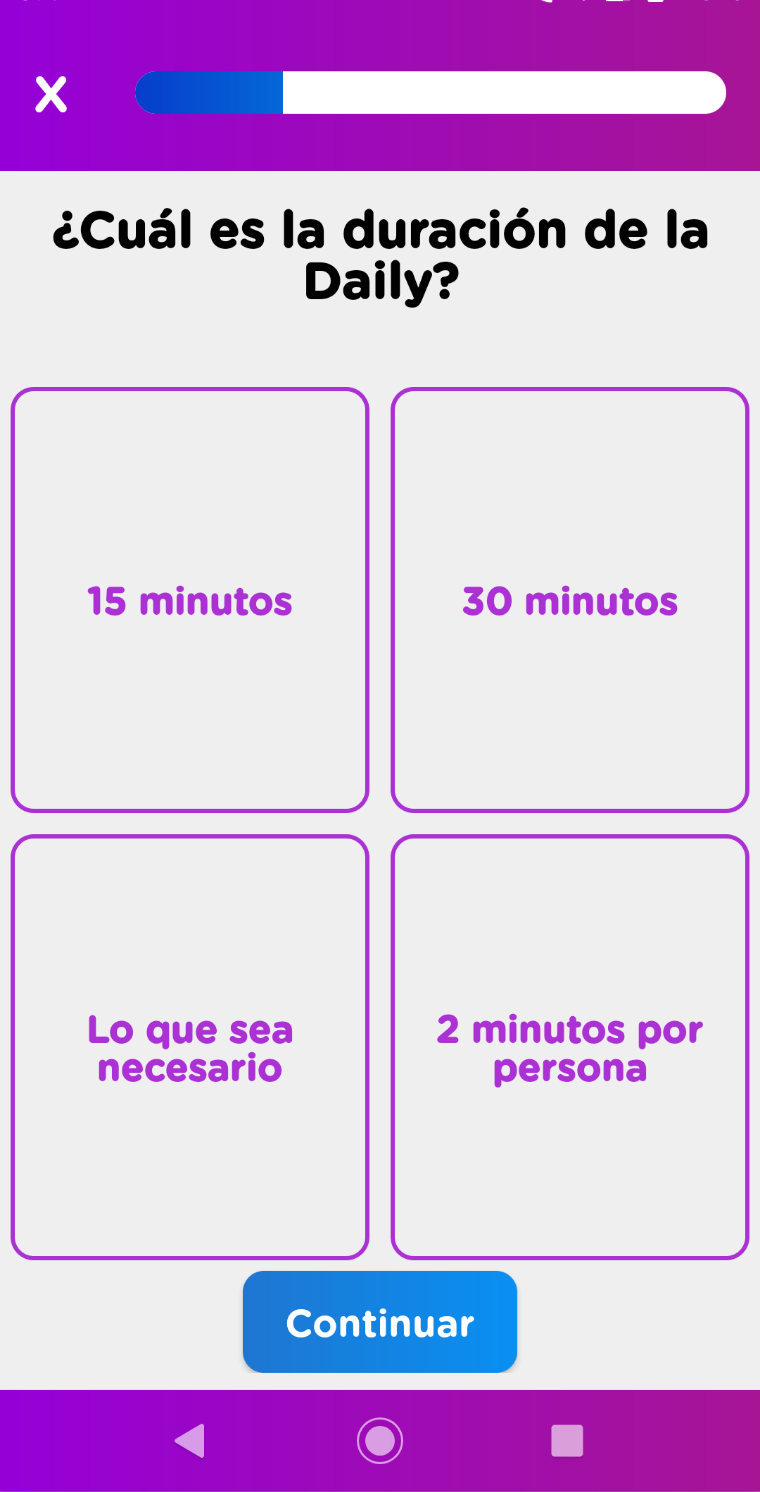 ¿Cuál es la duración de la
Daily?
15 minutos
30 minutos
Lo que sea
necesario
2 minutos por
persona
Continuar